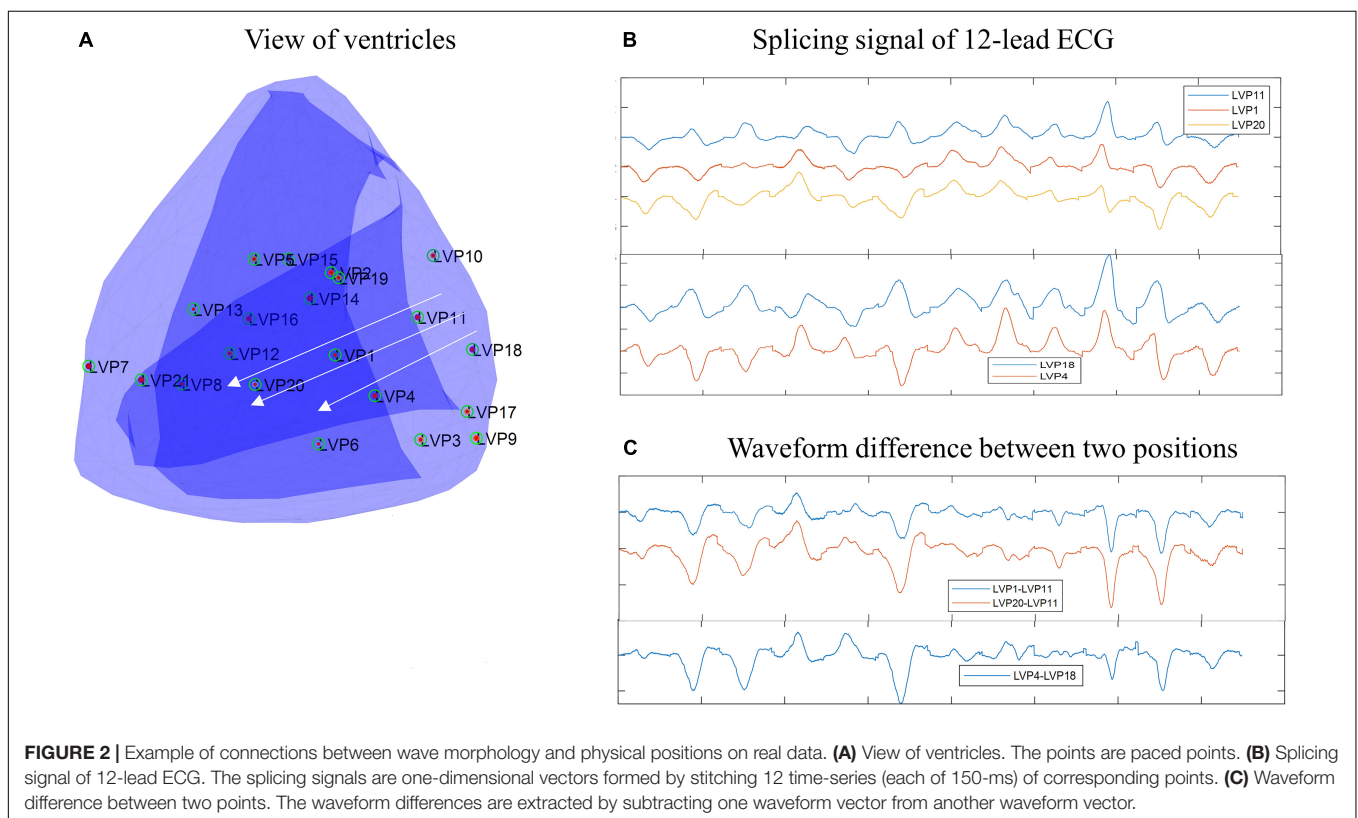 A
View of ventricles
LVP5
LVP15
LVP2
LVP19
LVP10
LVP14
LVP13
LVP16
LVP11
LVP12
LVP1
LVP18
LVP7
LVP21
LVP8
LVP20
LVP4
LVP17
LVP6
LVP3
LVP9
B
Splicing signal of 12-lead ECG
LVP11
LVP1
LVP20
LVP18
LVP4
C
Waveform difference between two positions
LVP1-LVP11
LVP20-LVP11
LVP4-LVP18
FIGURE 2 | Example of connections between wave morphology and physical positions on real data. (A) View of ventricles. The points are paced points. (B) Splicing
signal of 12-lead ECG. The splicing signals are one-dimensional vectors formed by stitching 12 time-series (each of 150-ms) of corresponding points. (C) Waveform
difference between two points. The waveform differences are extracted by subtracting one waveform vector from another waveform vector.